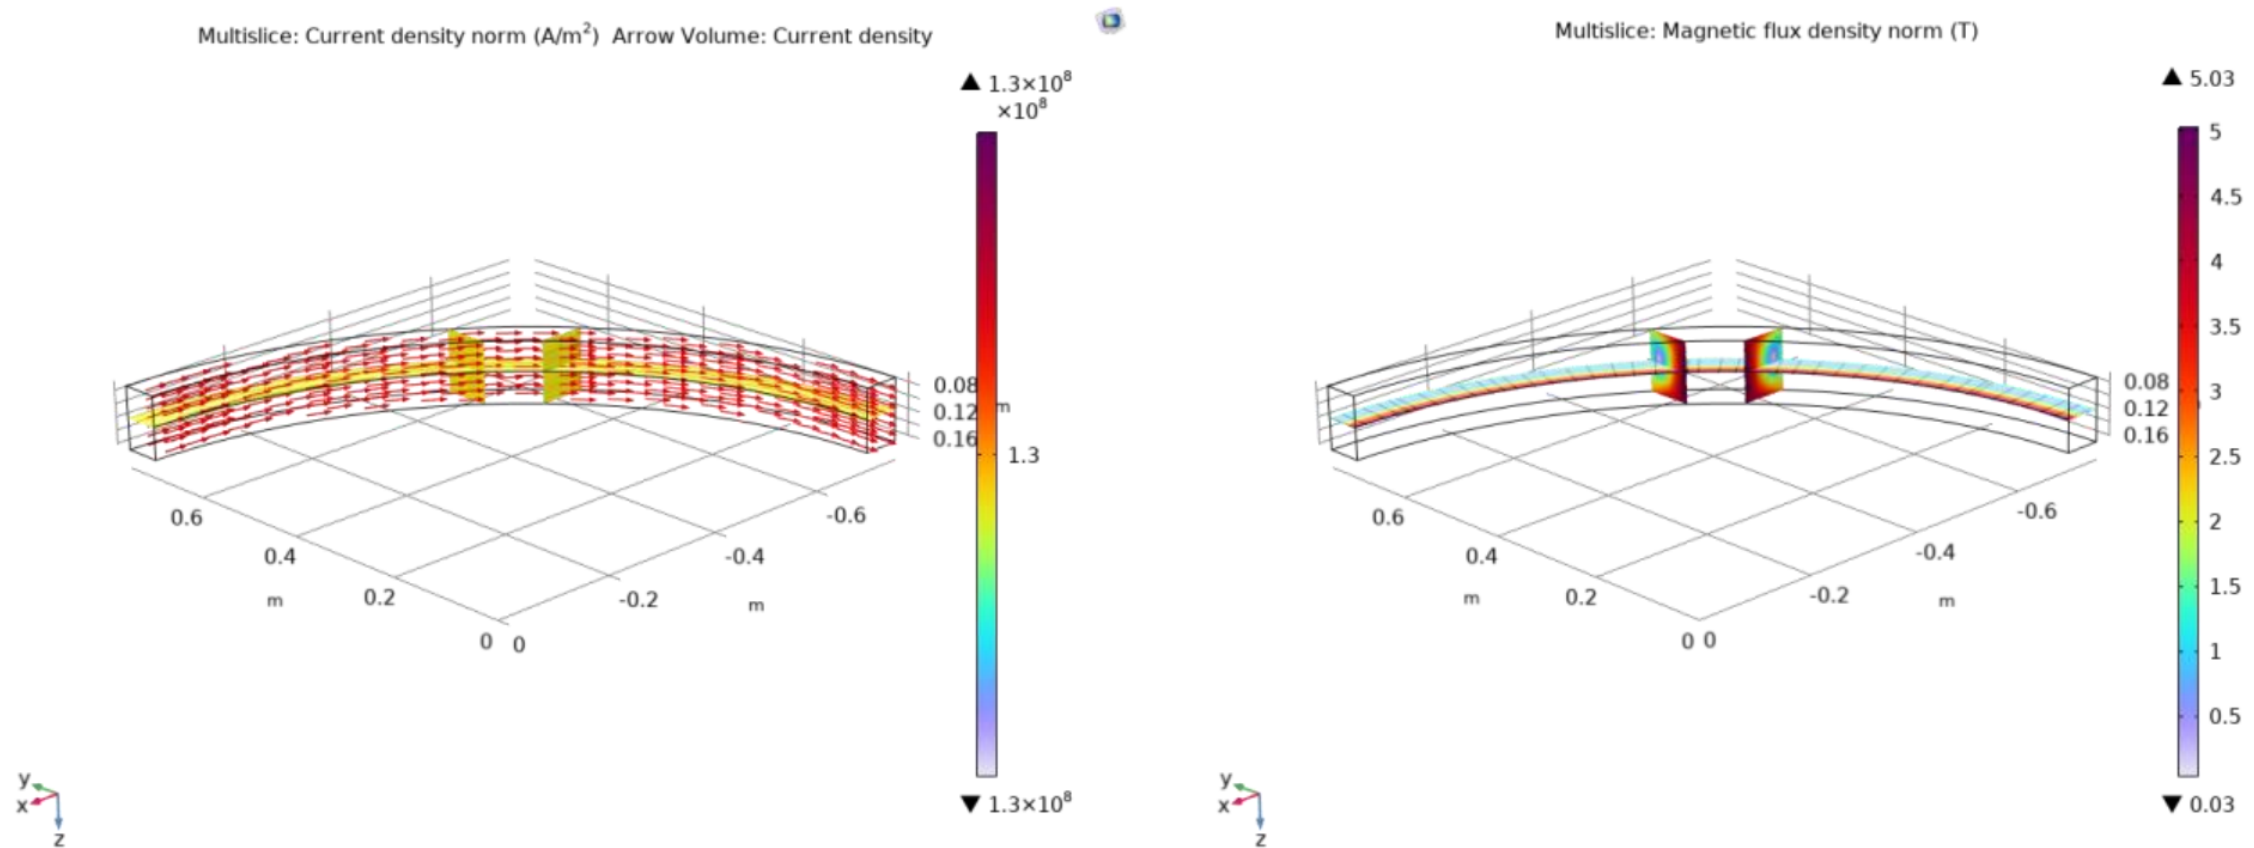 Multislice: Current density norm (A/m²) Arrow Volume: Current density
▲ 1.3×10⁸
×10⁸
1.3
▼ 1.3×10⁸
0.08
0.12
0.16
m
0.6
0.4
0.2
0
m
0
-0.2
-0.4
-0.6
m
y
x
z
Multislice: Magnetic flux density norm (T)
▲ 5.03
5
4.5
4
3.5
3
2.5
2
1.5
1
0.5
▼ 0.03
0.08
0.12
0.16
0.6
0.4
0.2
0
m
0
-0.2
-0.4
-0.6
m
y
x
z